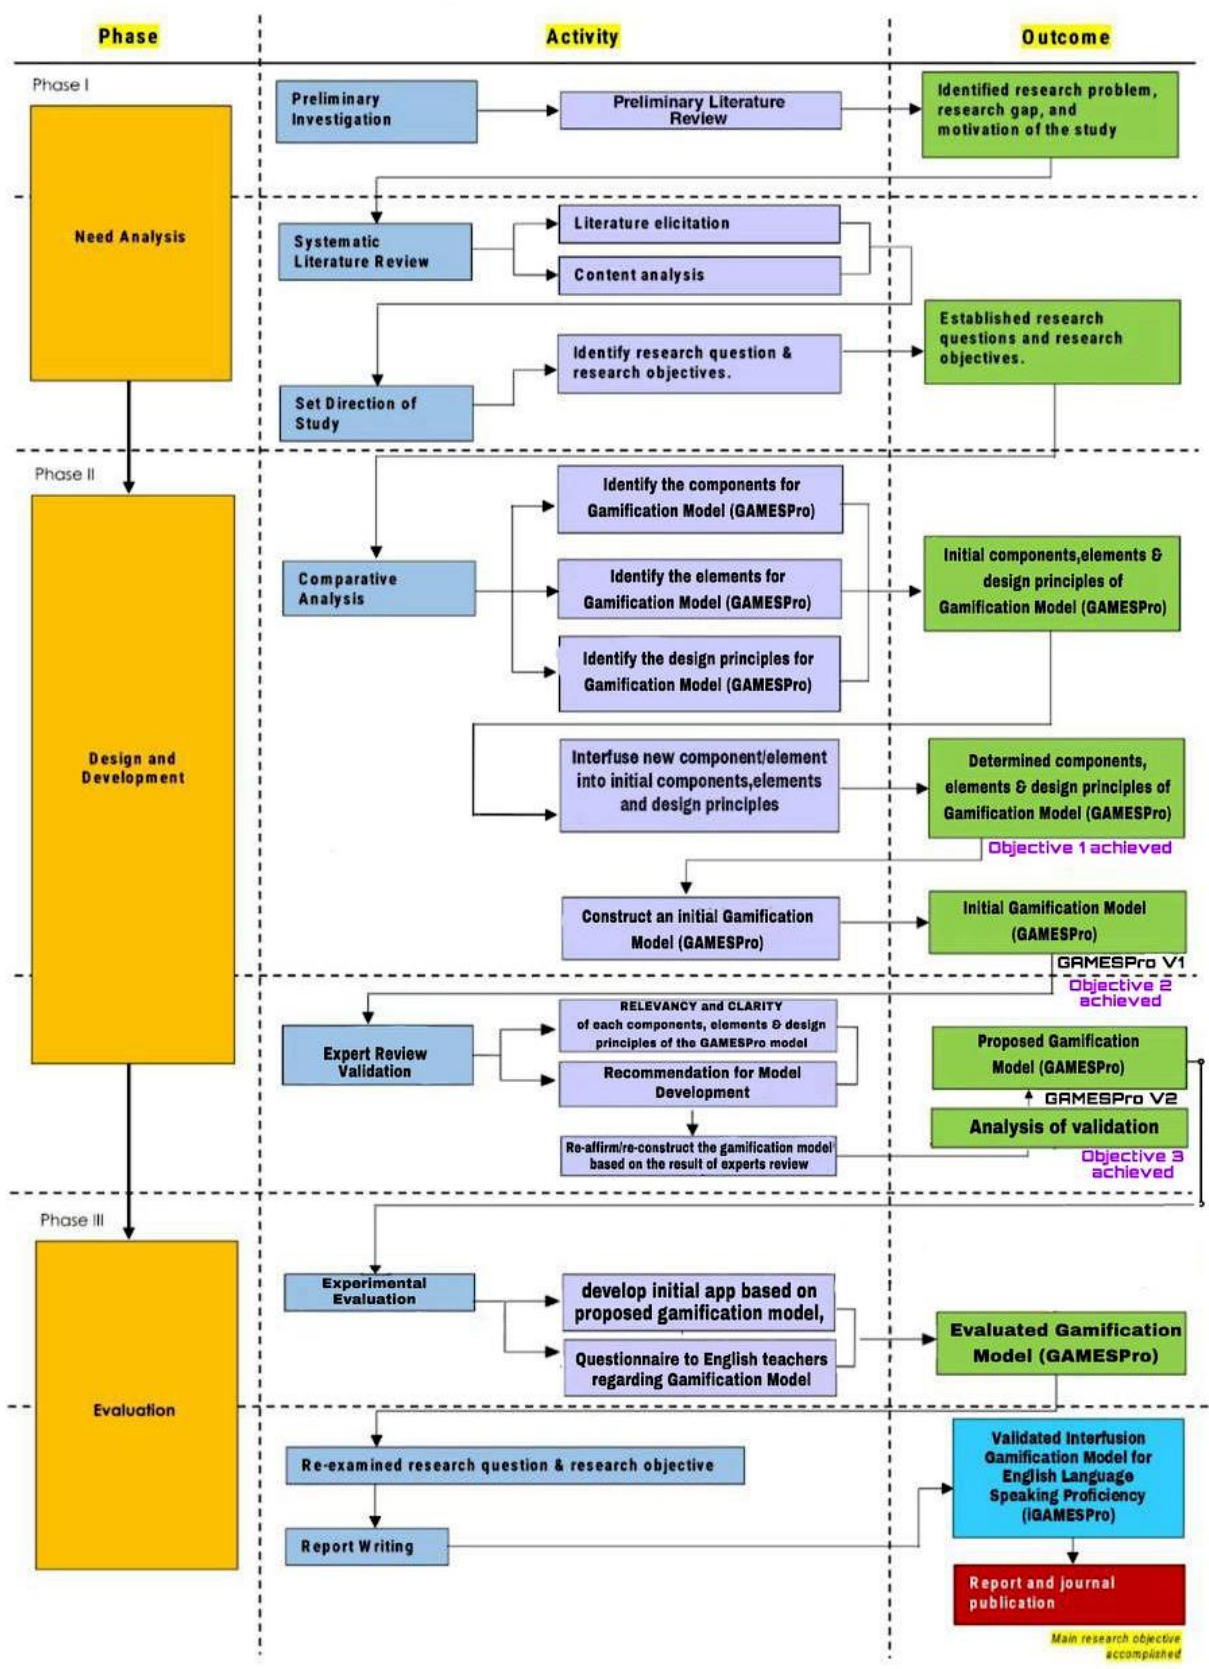 Phase
Activity
Outcome
Phase I
Need Analysis
Preliminary
Investigation
Preliminary Literature
Review
Identified research problem,
research gap, and
motivation of the study
Systematic
Literature Review
Literature elicitation
Content analysis
Set Direction of
Study
Identify research question &
research objectives.
Established research
questions and research
objectives.
Phase II
Design and
Development
Comparative
Analysis
Identify the components for
Gamification Model (GAMESPro)
Identify the elements for
Gamification Model (GAMESPro)
Identify the design principles for
Gamification Model (GAMESPro)
Initial components,elements &
design principles of
Gamification Model (GAMESPro)
Interfuse new component/element
into initial components,elements
and design principles
Determined components,
elements & design principles of
Gamification Model (GAMESPro)
Objective 1 achieved
Construct an initial Gamification
Model (GAMESPro)
Initial Gamification Model
(GAMESPro)
GAMESPro V1
Objective 2
achieved
Expert Review
Validation
RELEVANCY and CLARITY
of each components, elements & design
principles of the GAMESPro model
Recommendation for Model
Development
Re-affirm/re-construct the gamification model
based on the result of experts review
Proposed Gamification
Model (GAMESPro)
GAMESPro V2
Analysis of validation
Objective 3
achieved
Phase III
Evaluation
Experimental
Evaluation
develop initial app based on
proposed gamification model,
Questionnaire to English teachers
regarding Gamification Model
Evaluated Gamification
Model (GAMESPro)
Re-examined research question & research objective
Report Writing
Validated Interfusion
Gamification Model for
English Language
Speaking Proficiency
(iGAMESPro)
Report and journal
publication
Main research objective
accomplished